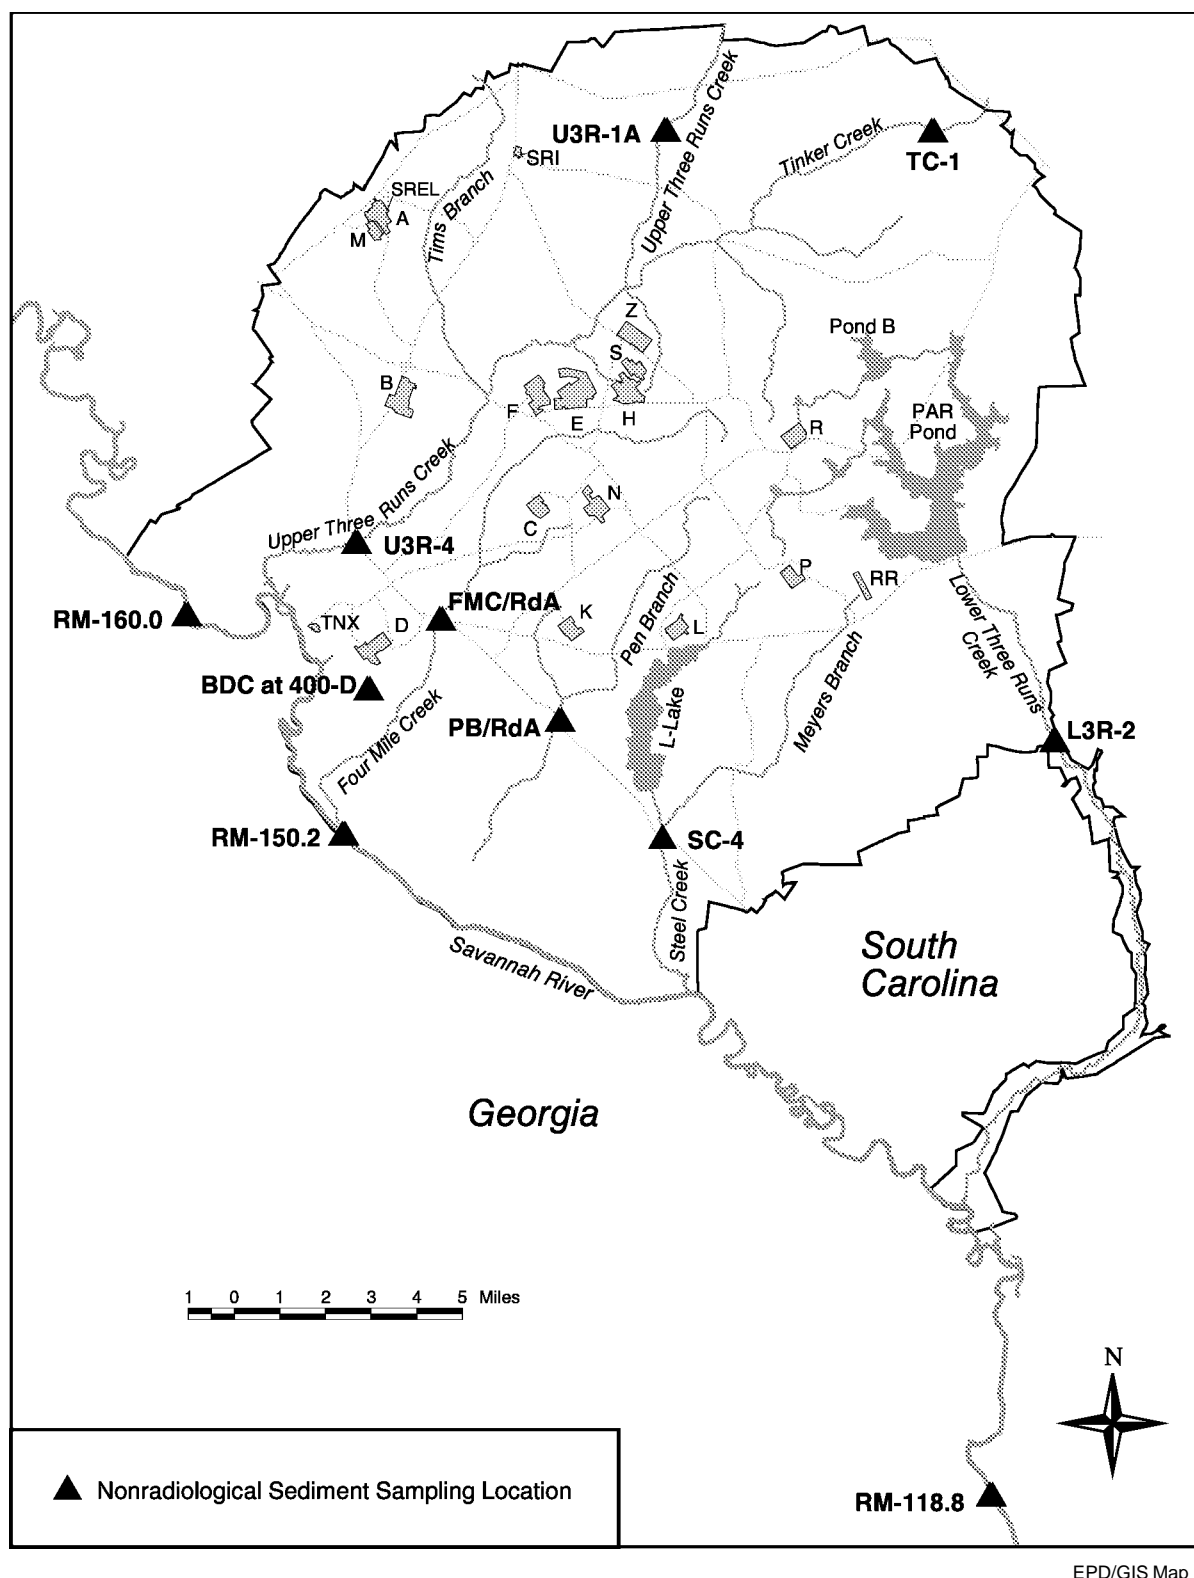 U3R-1A
Upper Three Runs Creek
Tinker Creek
TC-1
SRI
SREL
A
M
Tims Branch
Z
S
Pond B
B
F
E
H
R
PAR
Pond
Upper Three Runs Creek
C
N
U3R-4
P
RR
RM-160.0
TNX
D
FMC/RdA
K
Pen Branch
L
Lower Three Runs
Creek
BDC at 400-D
Four Mile Creek
PB/RdA
L-Lake
Meyers Branch
L3R-2
RM-150.2
SC-4
Steel Creek
Savannah River
South
Carolina
Georgia
1 0 1 2 3 4 5 Miles
N
Nonradiological Sediment Sampling Location
RM-118.8
EPD/GIS Map